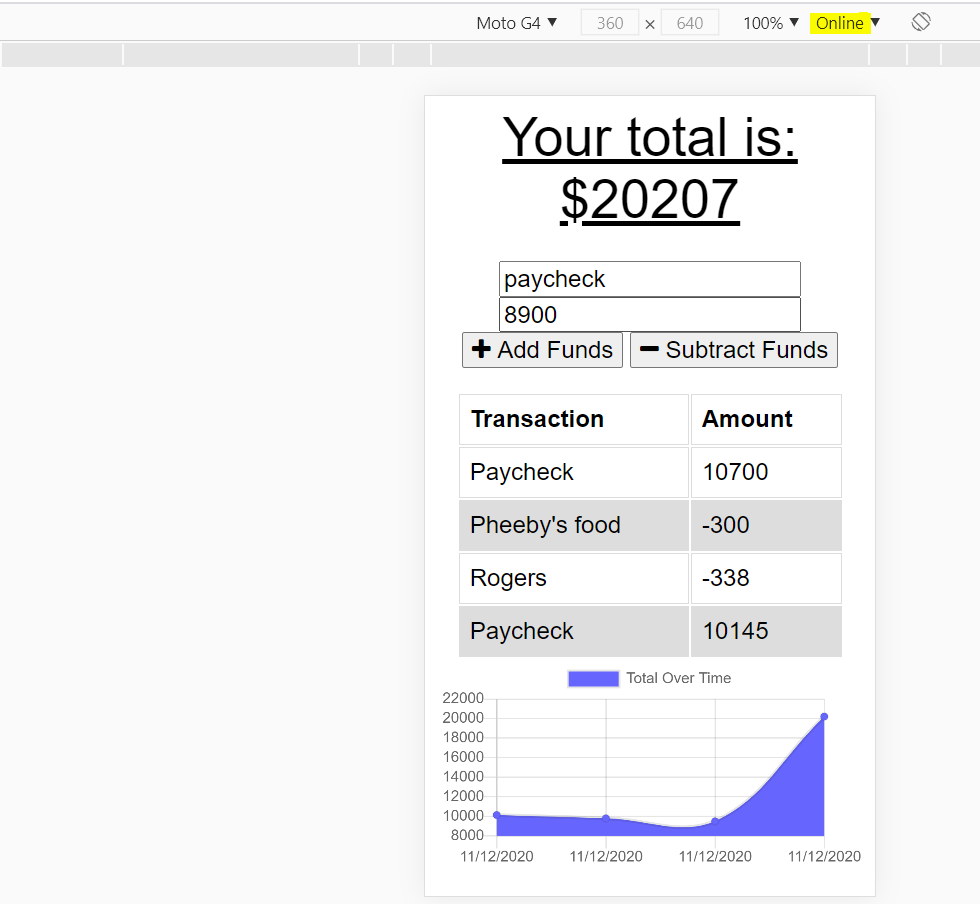 Moto G4 ▼ 360 × 640 100% ▼ Online ▼
Your total is:
$20207
paycheck
8900
Add Funds Subtract Funds
Transaction Amount
Paycheck 10700
Pheeby's food -300
Rogers -338
Paycheck 10145
Total Over Time
22000
20000
18000
16000
14000
12000
10000
8000
11/12/2020 11/12/2020 11/12/2020 11/12/2020